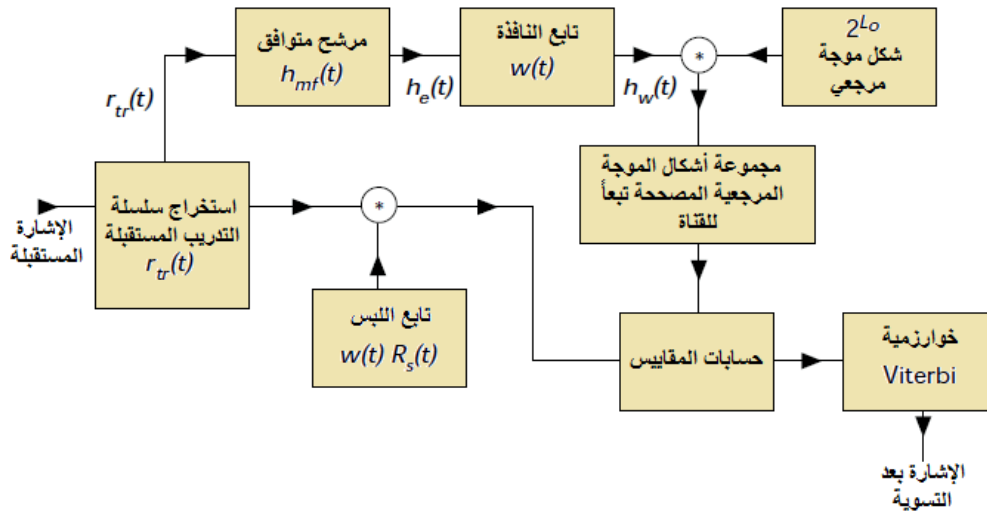 مرشح متوافق
h_mf(t)
تابع النافذة
w(t)
2^Lo
شكل موجة
مرجعي
r_tr(t)
h_e(t)
h_w(t)
*
مجموعة أشكال الموجة
المرجعية المصححة تبعاً
للقناة
الإشارة
المستقبلة
استخراج سلسلة
التدريب المستقبلة
r_tr(t)
*
تابع اللبس
w(t) R_s(t)
حسابات المقاييس
خوارزمية
Viterbi
الإشارة بعد
التسوية